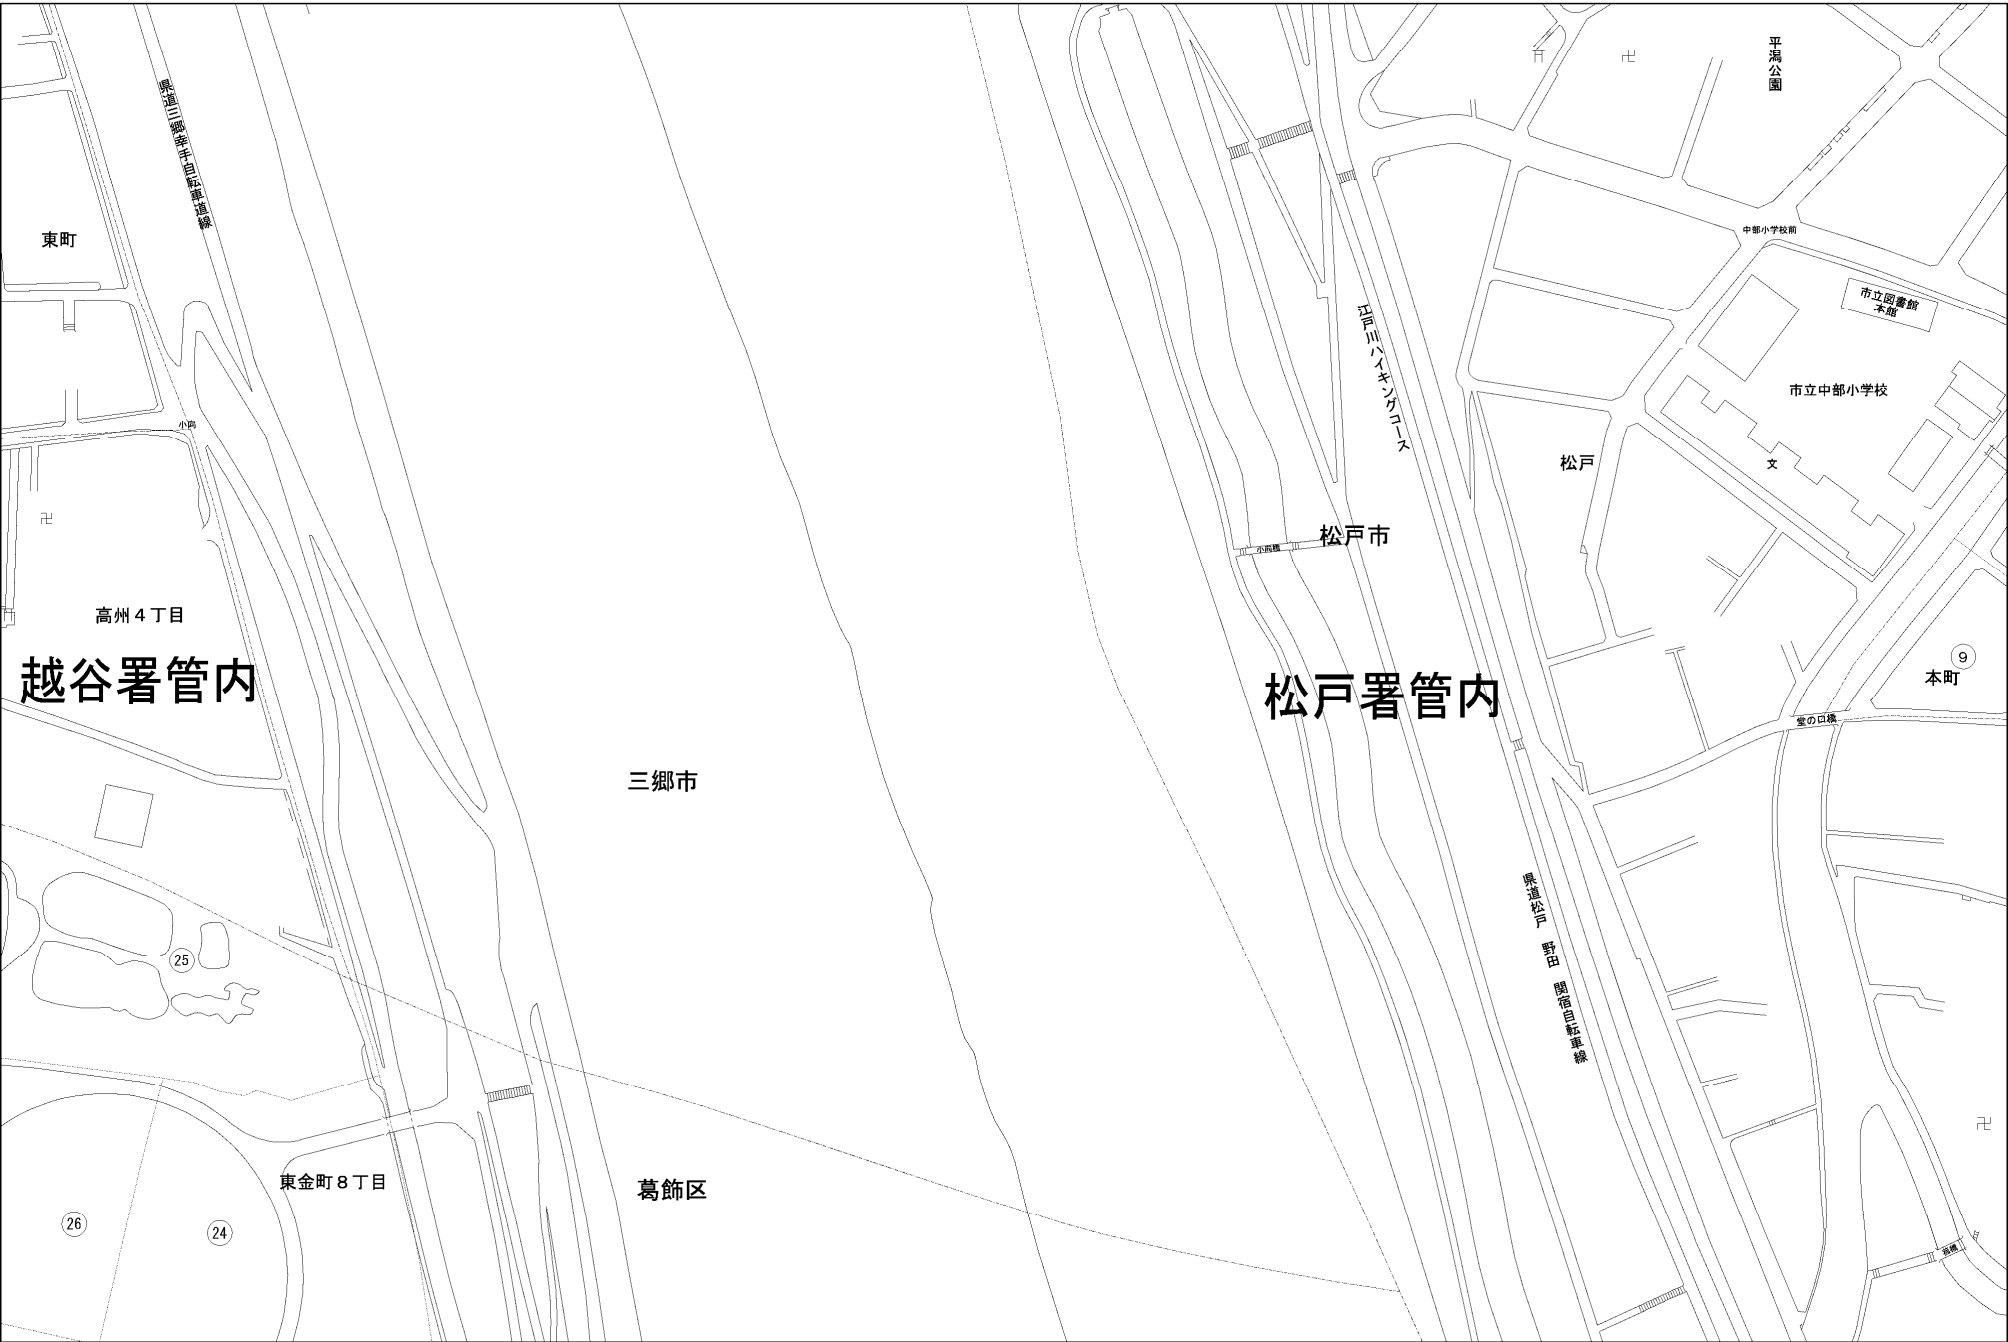 平潟公園
県道三郷幸手自転車道線
東町
中部小学校前
市立図書館
本館
江戸川ハイキングコース
市立中部小学校
小向
松戸
文
松戸市
小向橋
高州4丁目
越谷署管内
松戸署管内
9
本町
堂の口橋
三郷市
県道松戸　野田　関宿自転車線
25
東金町8丁目
葛飾区
26
24